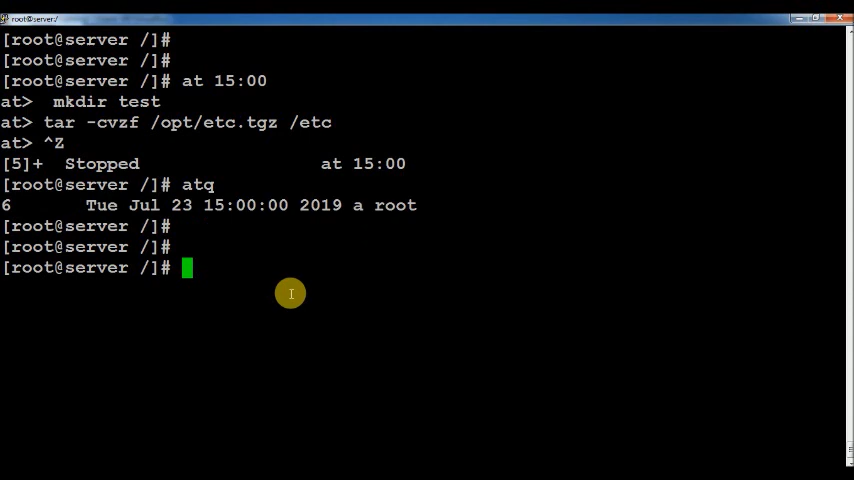 root@server:/
[root@server /]#
[root@server /]#
[root@server /]# at 15:00
at>  mkdir test
at> tar -cvzf /opt/etc.tgz /etc
at> ^Z
[5]+  Stopped                 at 15:00
[root@server /]# atq
6       Tue Jul 23 15:00:00 2019 a root
[root@server /]#
[root@server /]#
[root@server /]#